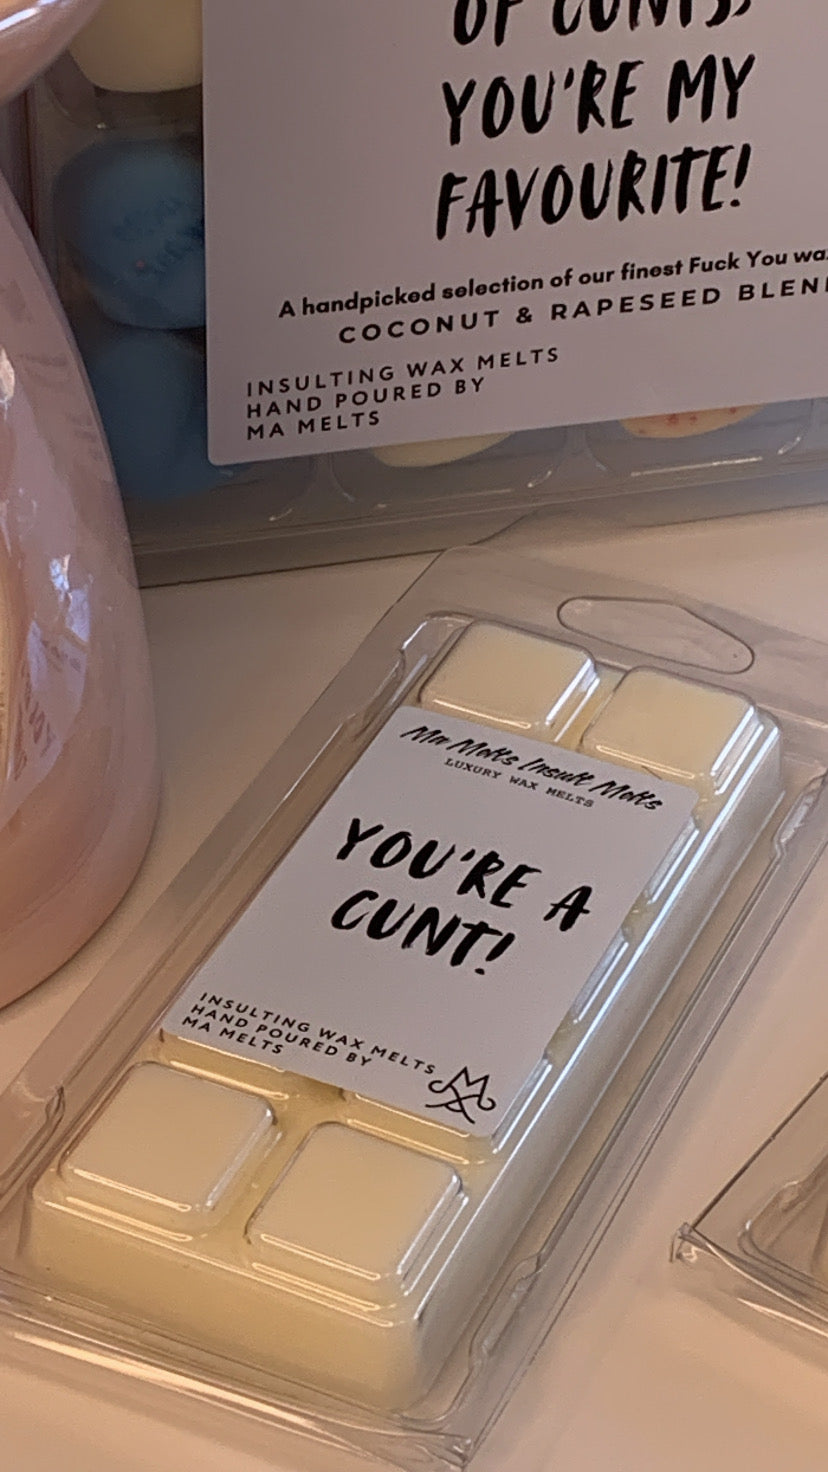 OF CUNTS,
YOU'RE MY
FAVOURITE!
A handpicked selection of our finest Fuck You
COCONUT & RAPESEED
INSULTING WAX MELTS
HAND POURED BY
MA MELTS
Ma Melts Insult Melts
LUXURY WAX MELTS
YOU'RE A
CUNT!
INSULTING WAX MELTS
HAND POURED BY
MA MELTS